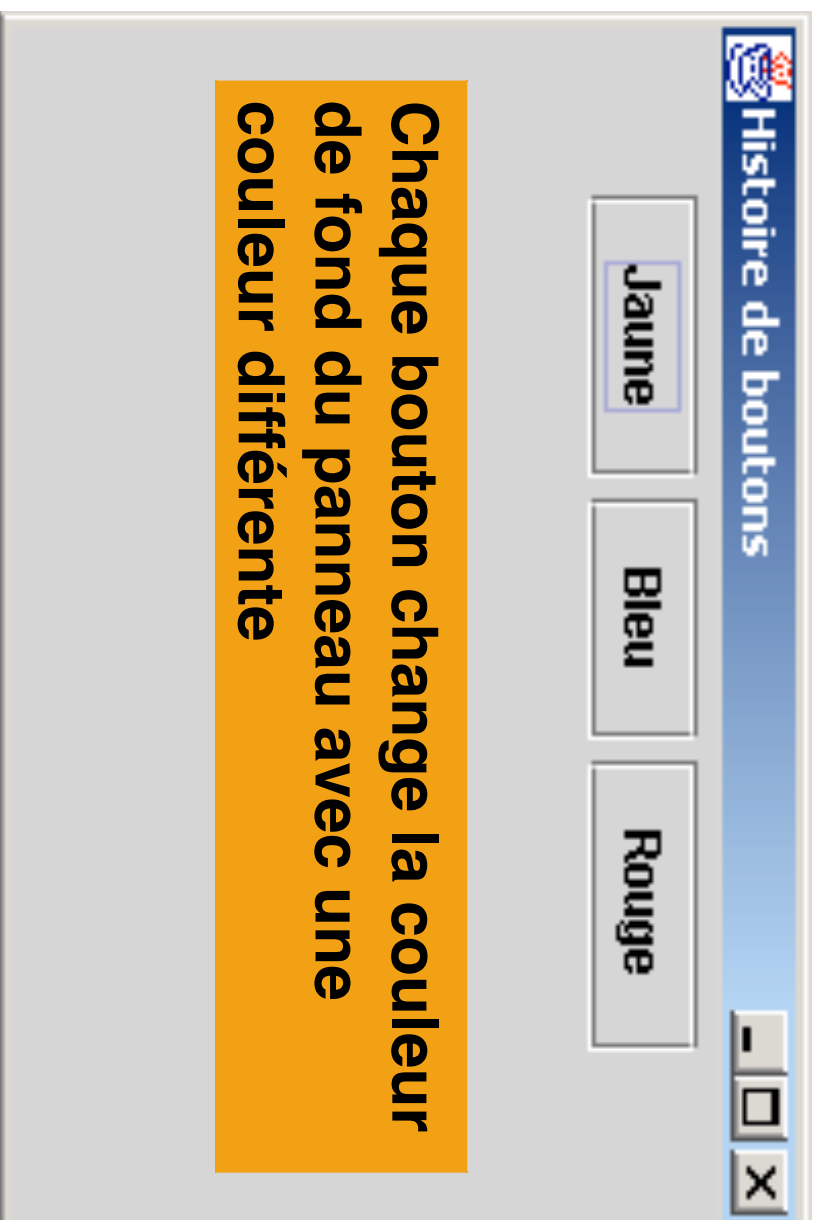 Histoire de boutons
Jaune
Bleu
Rouge
Chaque bouton change la couleur
de fond du panneau avec une
couleur différente